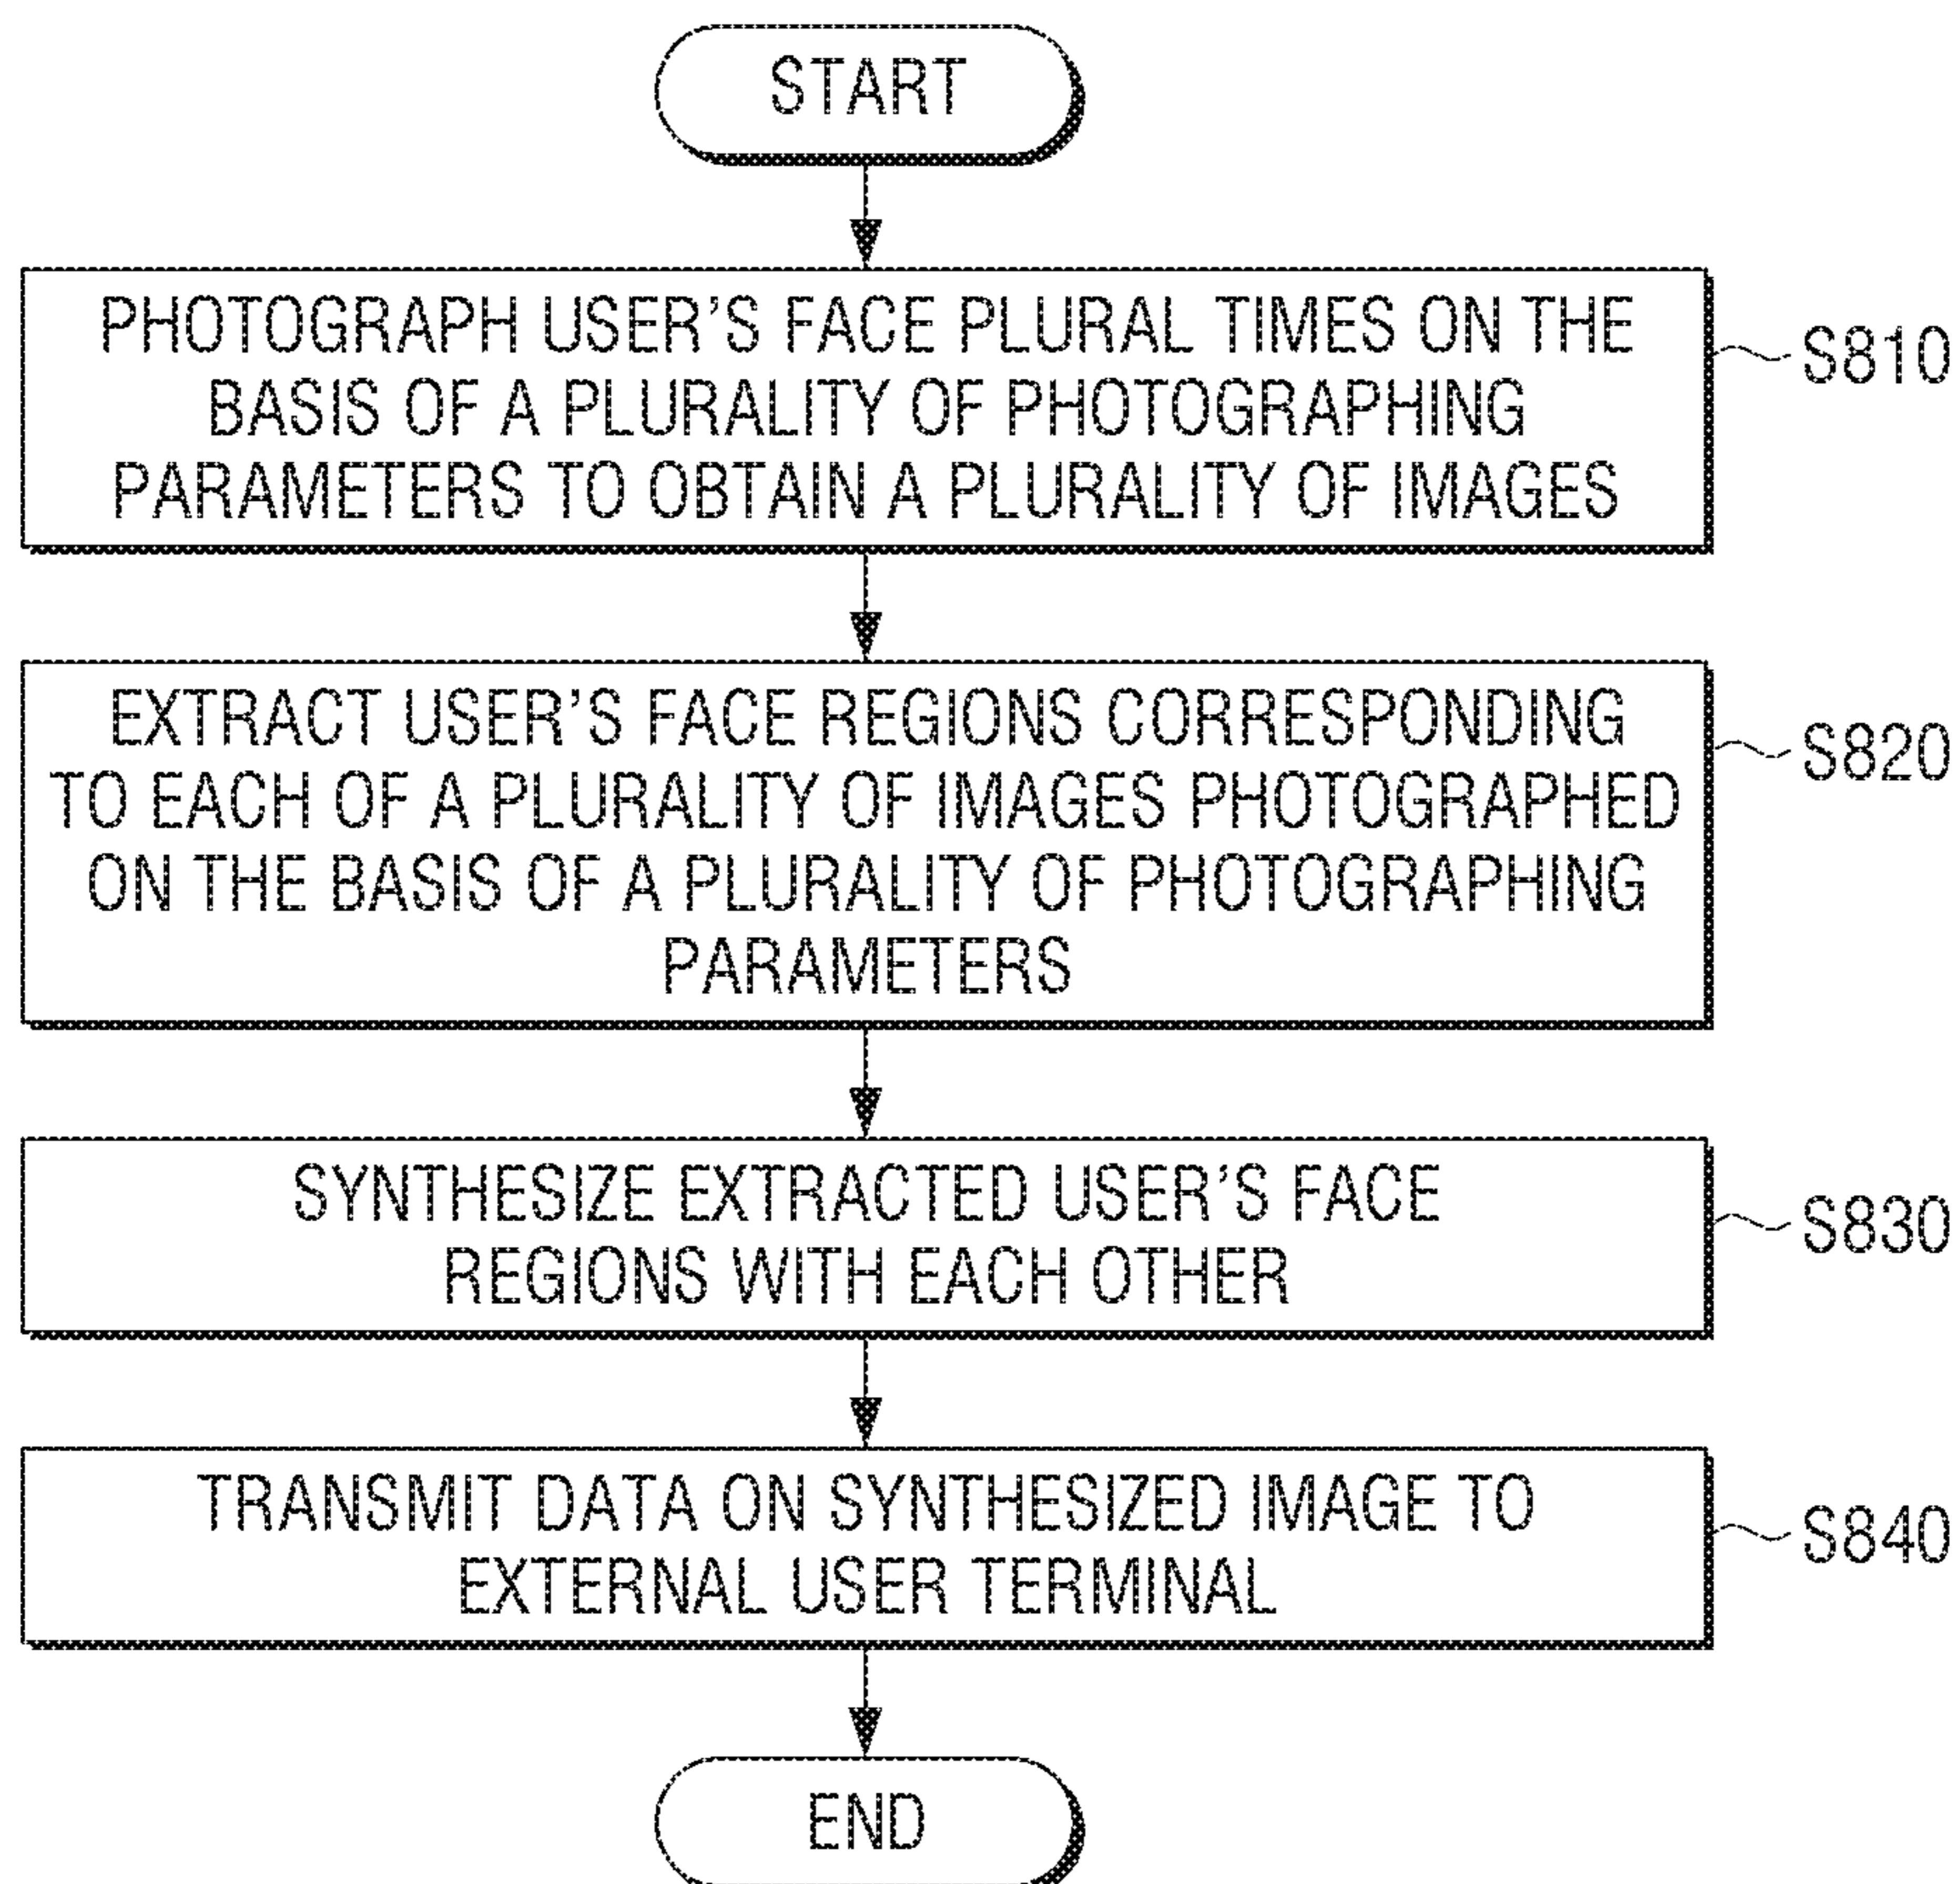 START
PHOTOGRAPH USER'S FACE PLURAL TIMES ON THE
BASIS OF A PLURALITY OF PHOTOGRAPHING
PARAMETERS TO OBTAIN A PLURALITY OF IMAGES
S810
EXTRACT USER'S FACE REGIONS CORRESPONDING
TO EACH OF A PLURALITY OF IMAGES PHOTOGRAPHED
ON THE BASIS OF A PLURALITY OF PHOTOGRAPHING
PARAMETERS
S820
SYNTHESIZE EXTRACTED USER'S FACE
REGIONS WITH EACH OTHER
S830
TRANSMIT DATA ON SYNTHESIZED IMAGE TO
EXTERNAL USER TERMINAL
S840
END